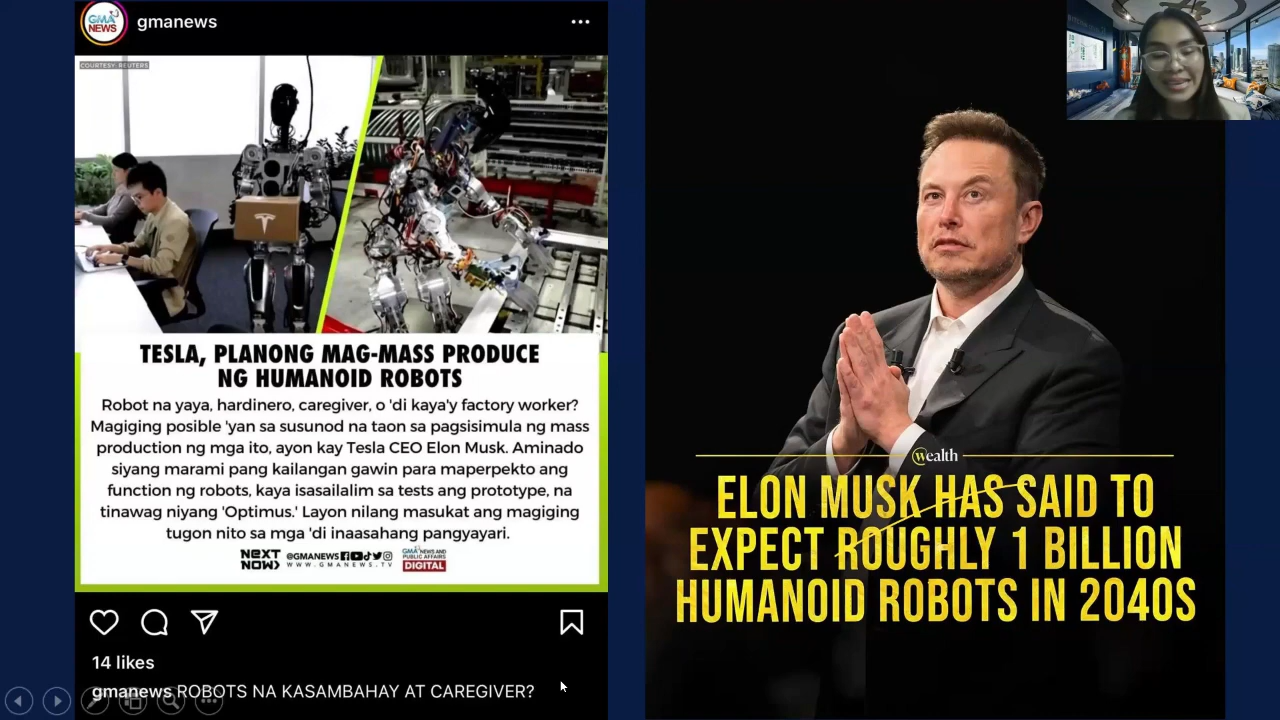 GMA
NEWS
gmanews
COURTESY REUTERS
TESLA, PLANONG MAG-MASS PRODUCE
NG HUMANOID ROBOTS
Robot na yaya, hardinero, caregiver, o 'di kaya'y factory worker?
Magiging posible 'yan sa susunod na taon sa pagsisimula ng mass
production ng mga ito, ayon kay Tesla CEO Elon Musk. Aminado
siyang marami pang kailangan gawin para maperpekto ang
function ng robots, kaya isasailalim sa tests ang prototype, na
tinawag niyang 'Optimus.' Layon nilang masukat ang magiging
tugon nito sa mga 'di inaasahang pangyayari.
NEXT
NOW
@GMANEWS
WWW.GMANEWS.TV
GMA NEWS AND
PUBLIC AFFAIRS
DIGITAL
14 likes
gmanews ROBOTS NA KASAMBAHAY AT CAREGIVER?
wealth
ELON MUSK HAS SAID TO
EXPECT ROUGHLY 1 BILLION
HUMANOID ROBOTS IN 2040S